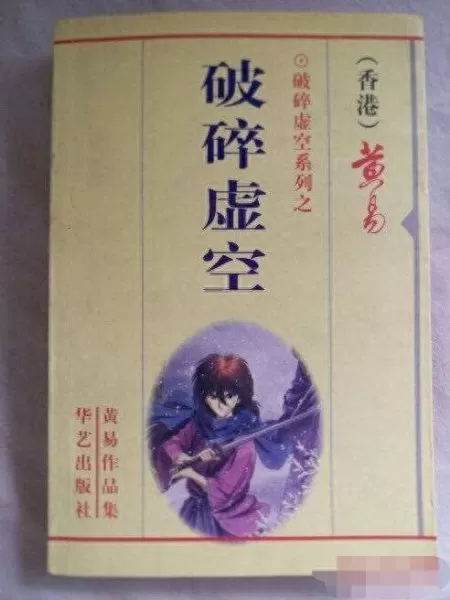 （香港）黄易
⊙破碎虚空系列之
破碎虚空
黄易作品集
华艺出版社